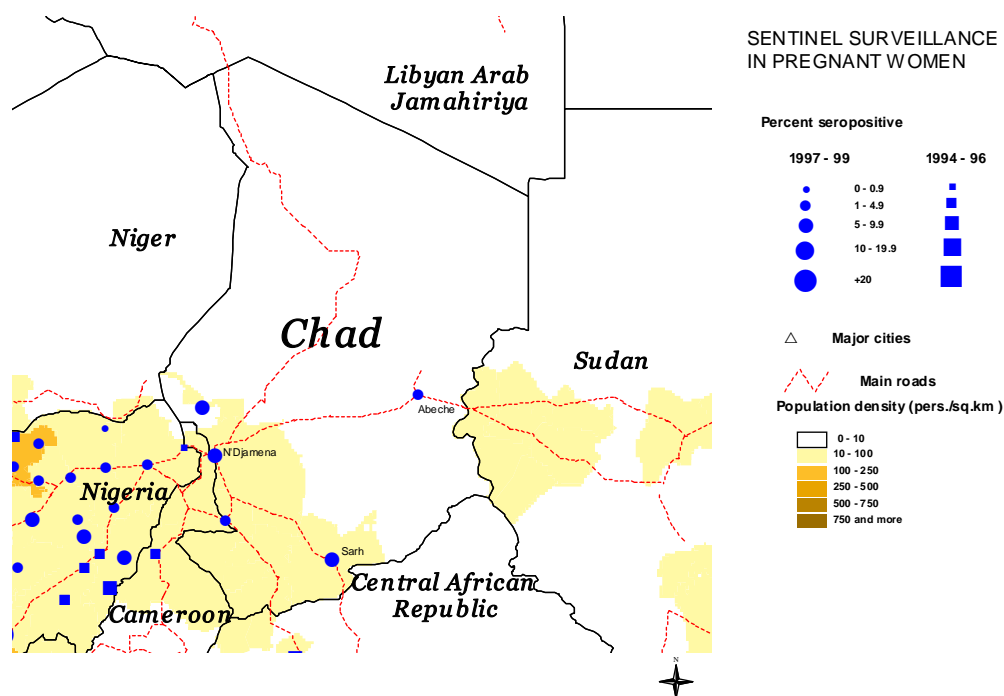 SENTINEL SURVEILLANCE
IN PREGNANT WOMEN
Libyan Arab
Jamahiriya
Niger
Chad
Sudan
Abeche
N'Djamena
Nigeria
Sarh
Central African
Republic
Cameroon
Percent seropositive
1997 - 99 1994 - 96
0 - 0.9
1 - 4.9
5 - 9.9
10 - 19.9
+20
Major cities
Main roads
Population density (pers./sq.km )
0 - 10
10 - 100
100 - 250
250 - 500
500 - 750
750 and more
N